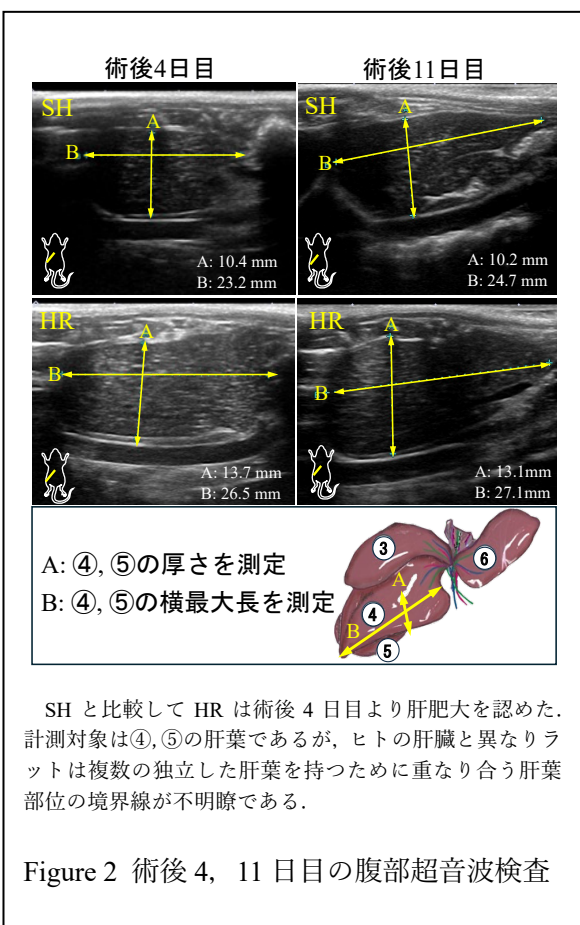 術後4日目
術後11日目
SH
A
B
A: 10.4 mm
B: 23.2 mm
SH
A
B
A: 10.2 mm
B: 24.7 mm
HR
A
B
A: 13.7 mm
B: 26.5 mm
HR
A
B
A: 13.1mm
B: 27.1mm
A: ④, ⑤の厚さを測定
B: ④, ⑤の横最大長を測定
③
⑥
A
④
B
⑤
SH と比較して HR は術後 4 日目より肝肥大を認めた.
計測対象は④, ⑤の肝葉であるが, ヒトの肝臓と異なりラ
ットは複数の独立した肝葉を持つために重なり合う肝葉
部位の境界線が不明瞭である.
Figure 2 術後 4，11 日目の腹部超音波検査